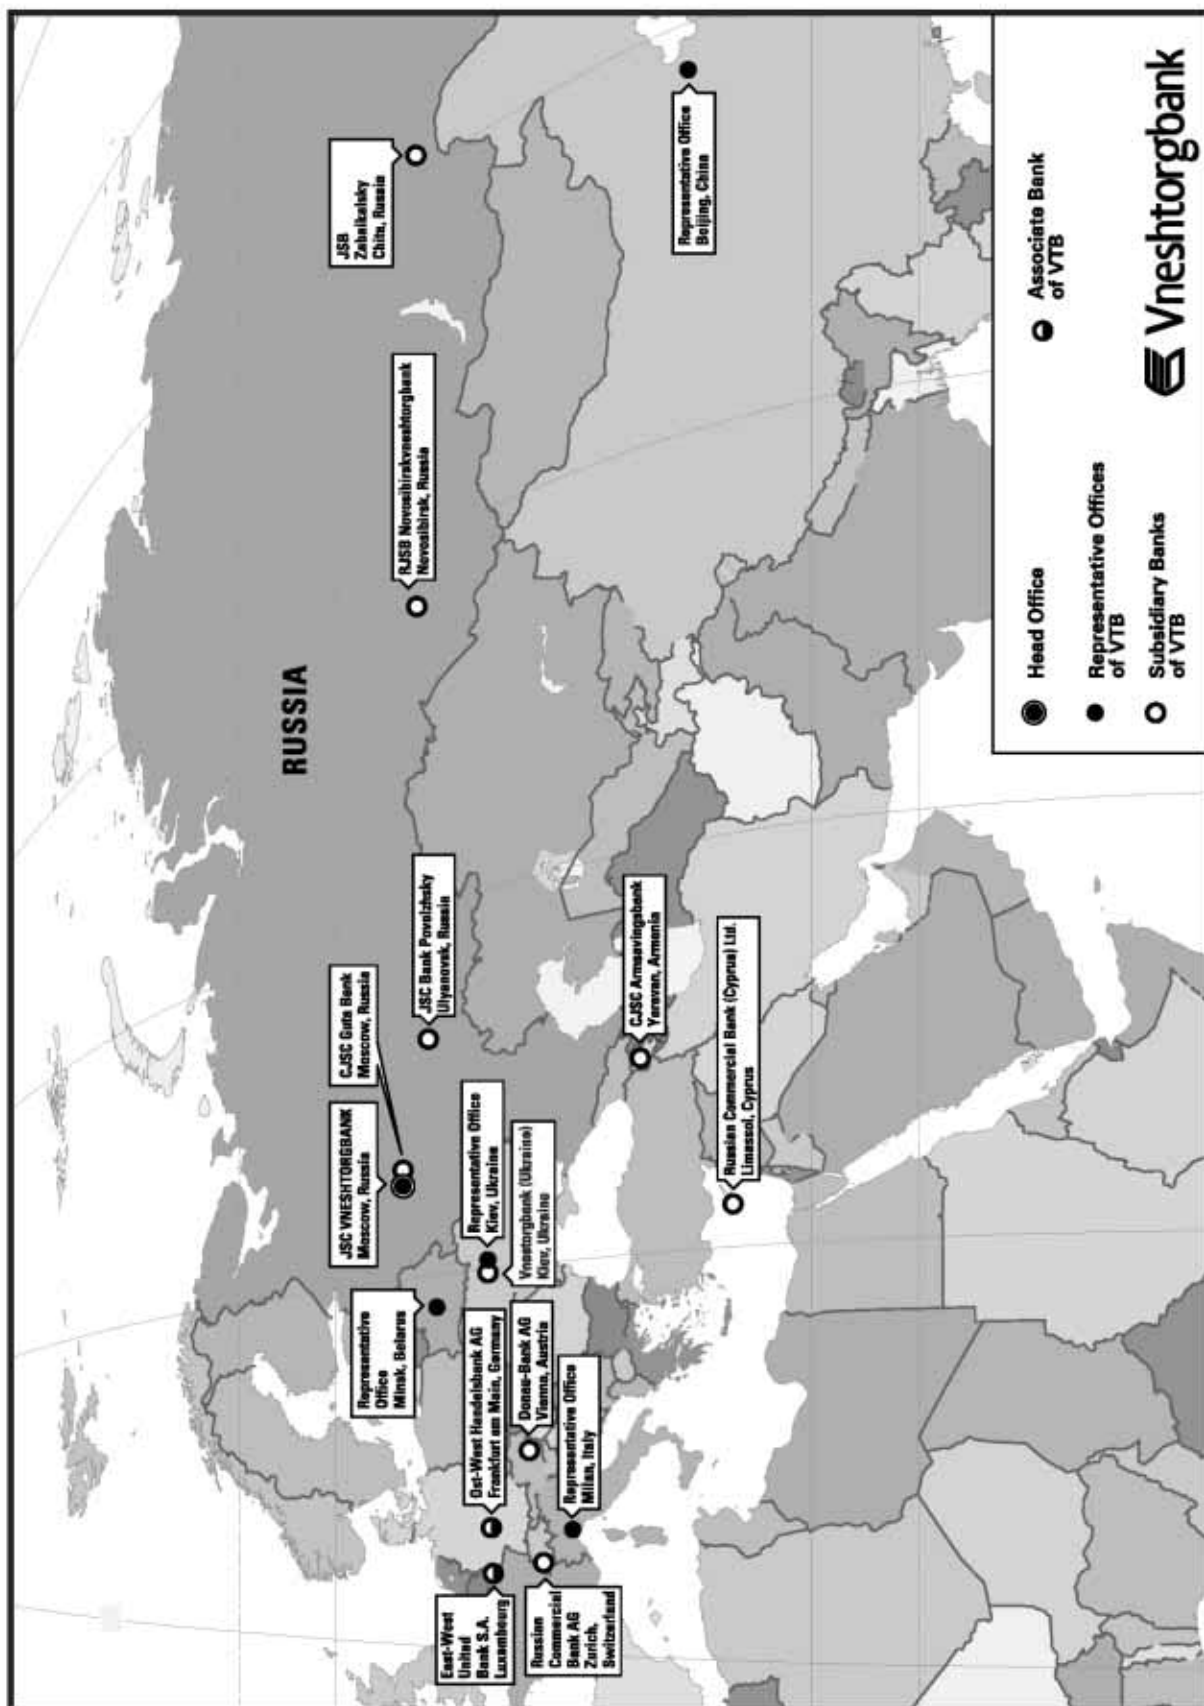 JSC VNESHTORGBANK
Moscow, Russia
CJSC Guta Bank
Moscow, Russia
RUSSIA
RJSB Novosibirskvneshtorgbank
Novosibirsk, Russia
JSB
Zabaikalsky
Chita, Russia
Representative
Office
Minsk, Belarus
JSC Bank Povolzhsky
Ulyanovsk, Russia
East-West
United
Bank S.A.
Luxembourg
Ost-West Handelsbank AG
Frankfurt am Main, Germany
Representative Office
Kiev, Ukraine
Vnestorgbank (Ukraine)
Kiev, Ukraine
Donau-Bank AG
Vienna, Austria
Russian
Commercial
Bank AG
Zurich,
Switzerland
Representative Office
Milan, Italy
CJSC Armsavingsbank
Yerevan, Armenia
Representative Office
Beijing, China
Russian Commercial Bank (Cyprus) Ltd.
Limassol, Cyprus
Head Office
Associate Bank
of VTB
Representative Offices
of VTB
Subsidiary Banks
of VTB
Vneshtorgbank